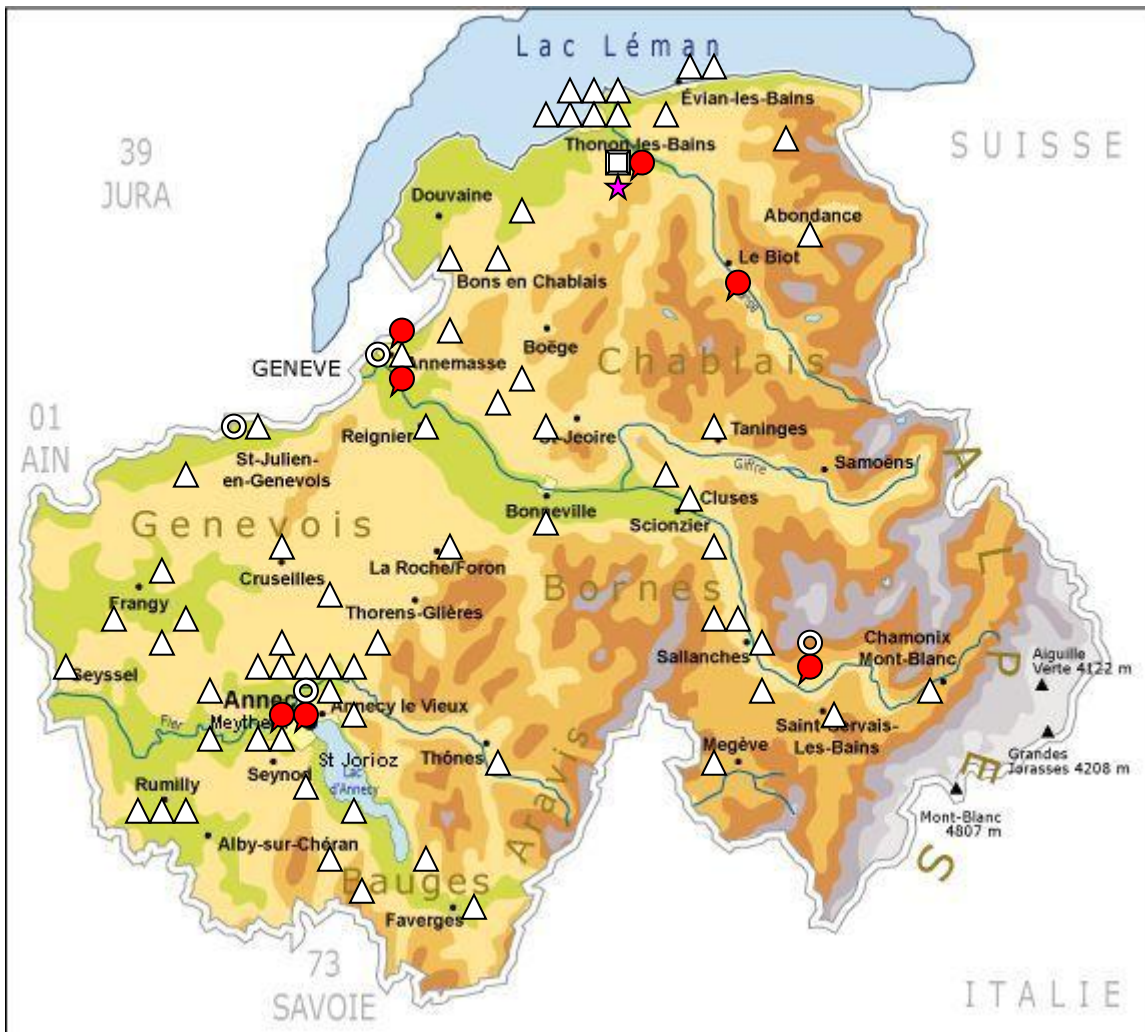 Lac Léman
Évian-les-Bains
39
JURA
SUISSE
Thonon-les-Bains
Douvaine
Abondance
Le Biot
Bons en Chablais
Boëge
Annemasse
GENEVE
Chablais
01
AIN
Reignier
St-Jeoire
Taninges
Giffre
Samoëns
St-Julien-
en-Genevois
Cluses
Bonneville
Scionzier
Genevois
La Roche/Foron
Cruseilles
Bornes
Frangy
Thorens-Glières
Sallanches
Chamonix
Mont-Blanc
Aiguille
Verte 4122 m
Seyssel
Annecy le Vieux
Fier
Saint-Gervais-
Les-Bains
Megève
Thônes
St Jorioz
Lac
d'Annecy
Seynod
Grandes
Jorasses 4208 m
Rumilly
Mont-Blanc
4807 m
Alby-sur-Chéran
Aravis
Bauges
Faverges
ALPES
73
SAVOIE
ITALIE